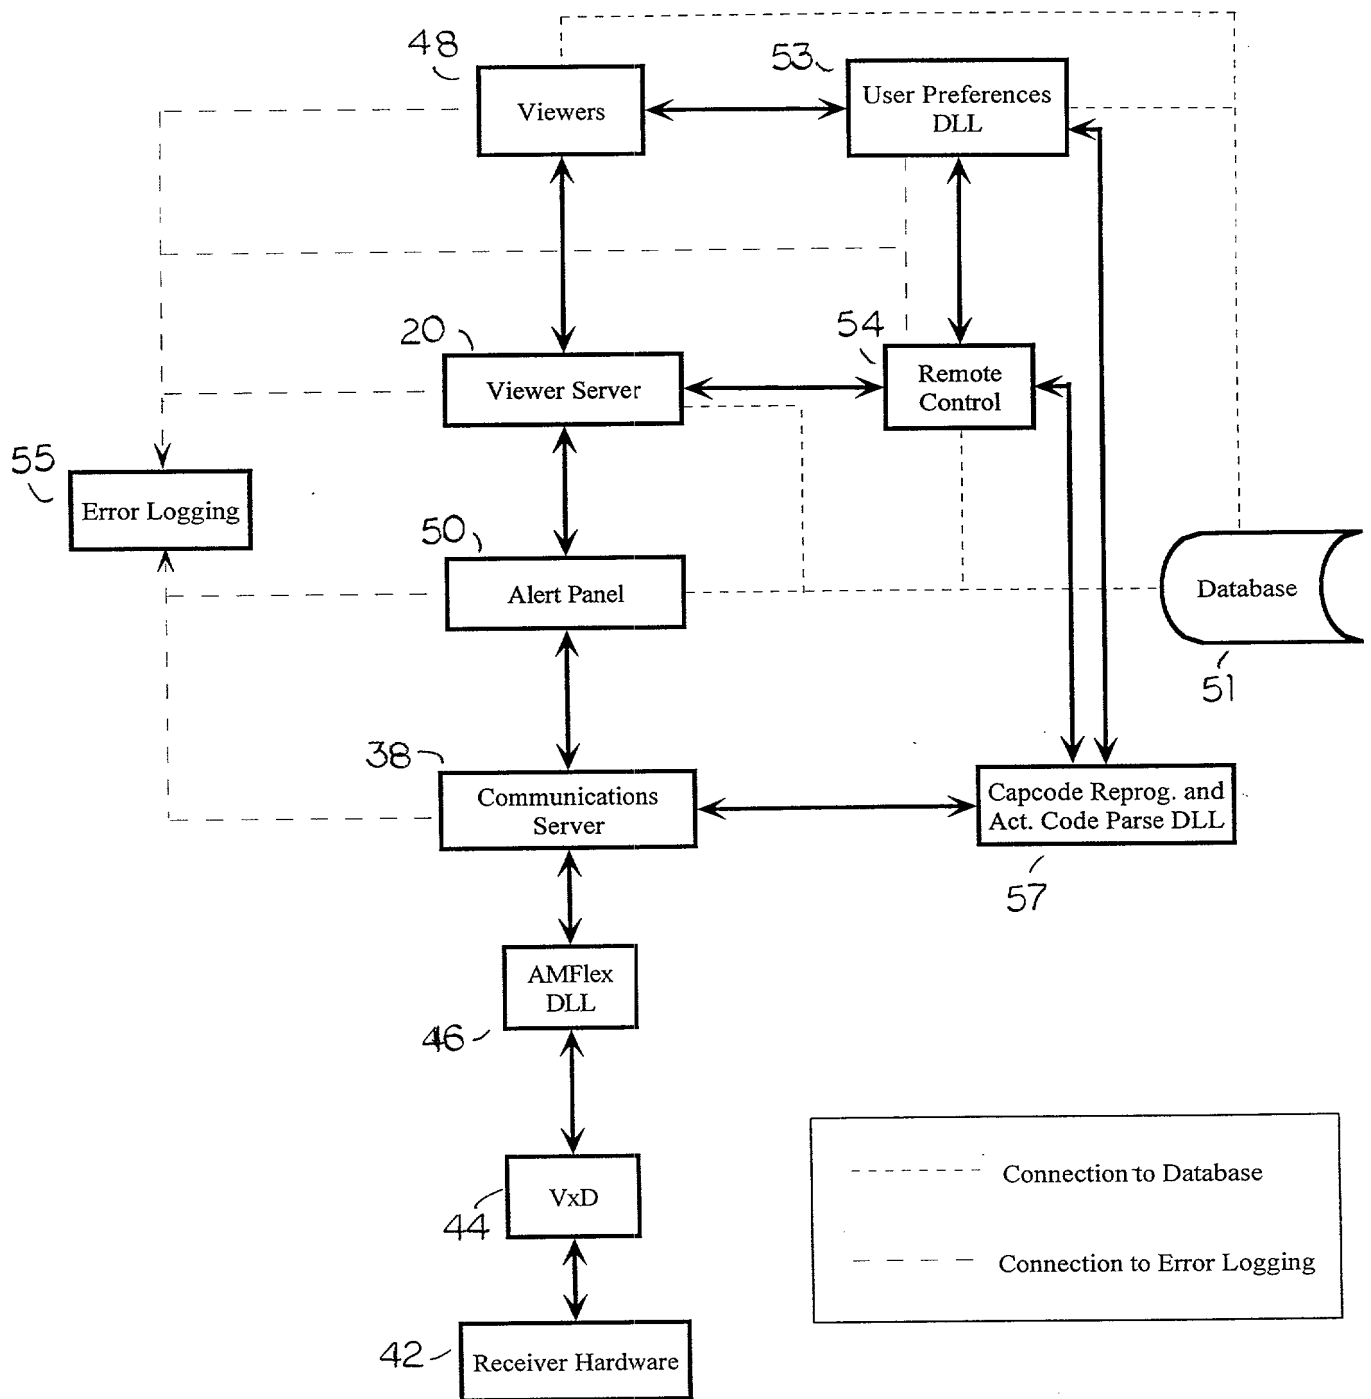 48
Viewers
53
User Preferences
DLL
20
Viewer Server
54
Remote
Control
55
Error Logging
50
Alert Panel
Database
51
38
Communications
Server
Capcode Reprog. and
Act. Code Parse DLL
57
AMFlex
DLL
46
VxD
44
Receiver Hardware
42
Connection to Database
Connection to Error Logging